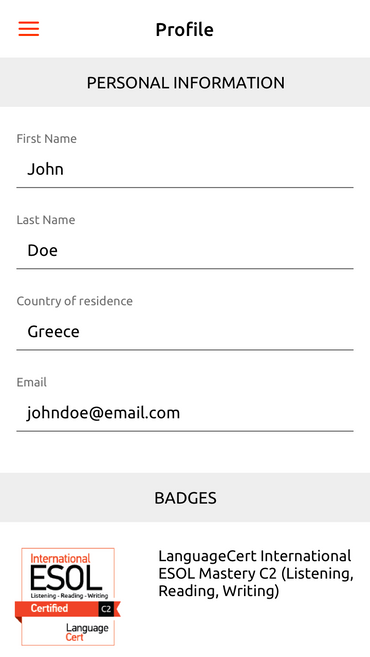 Profile
PERSONAL INFORMATION
First Name
John
Last Name
Doe
Country of residence
Greece
Email
johndoe@email.com
BADGES
International
ESOL
Listening - Reading - Writing
Certified C2
Language
Cert
LanguageCert International
ESOL Mastery C2 (Listening,
Reading, Writing)